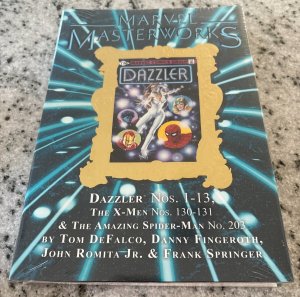 MARVEL
MASTERWORKS
DAZZLER
DAZZLER NOS. 1-13,
THE X-MEN NOS. 130-131
& THE AMAZING SPIDER-MAN NO. 203
BY TOM DEFALCO, DANNY FINGEROTH,
JOHN ROMITA JR. & FRANK SPRINGER